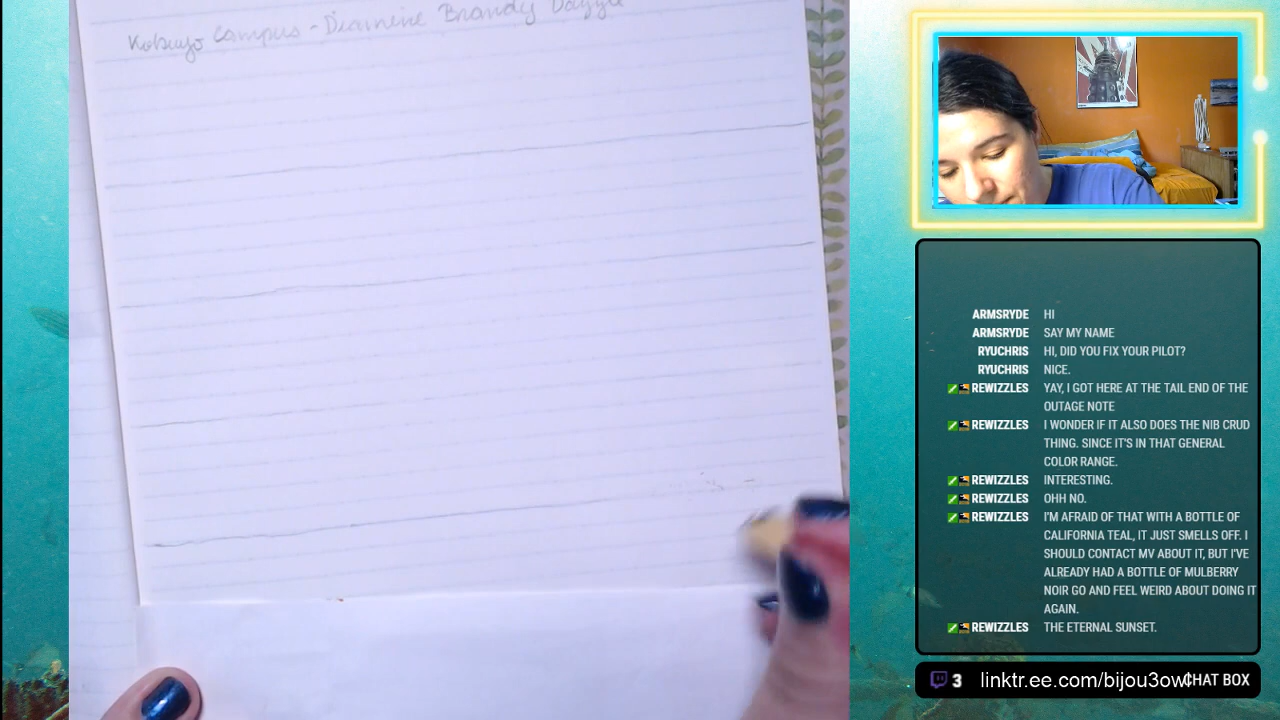 Kobeya Campus - Brandy Dazzle
ARMSRYDE HI
ARMSRYDE SAY MY NAME
RYUCHRIS HI, DID YOU FIX YOUR PILOT?
RYUCHRIS NICE.
REWIZZLES YAY, I GOT HERE AT THE TAIL END OF THE
OUTAGE NOTE
REWIZZLES I WONDER IF IT ALSO DOES THE NIB CRUD
THING. SINCE IT'S IN THAT GENERAL
COLOR RANGE.
REWIZZLES INTERESTING.
REWIZZLES OHH NO.
REWIZZLES I'M AFRAID OF THAT WITH A BOTTLE OF
CALIFORNIA TEAL, IT JUST SMELLS OFF. I
SHOULD CONTACT MV ABOUT IT, BUT I'VE
ALREADY HAD A BOTTLE OF MULBERRY
NOIR GO AND FEEL WEIRD ABOUT DOING IT
AGAIN.
REWIZZLES THE ETERNAL SUNSET.
3 linktr.ee.com/bijou3owl CHAT BOX